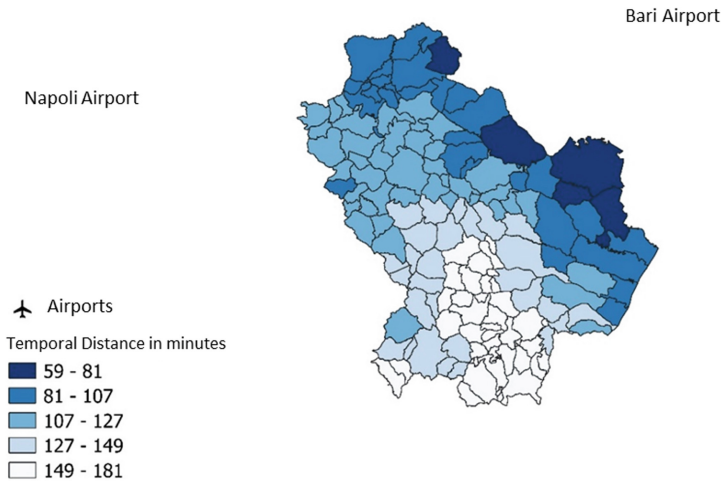 Bari Airport
Napoli Airport
Airports
Temporal Distance in minutes
59 - 81
81 - 107
107 - 127
127 - 149
149 - 181